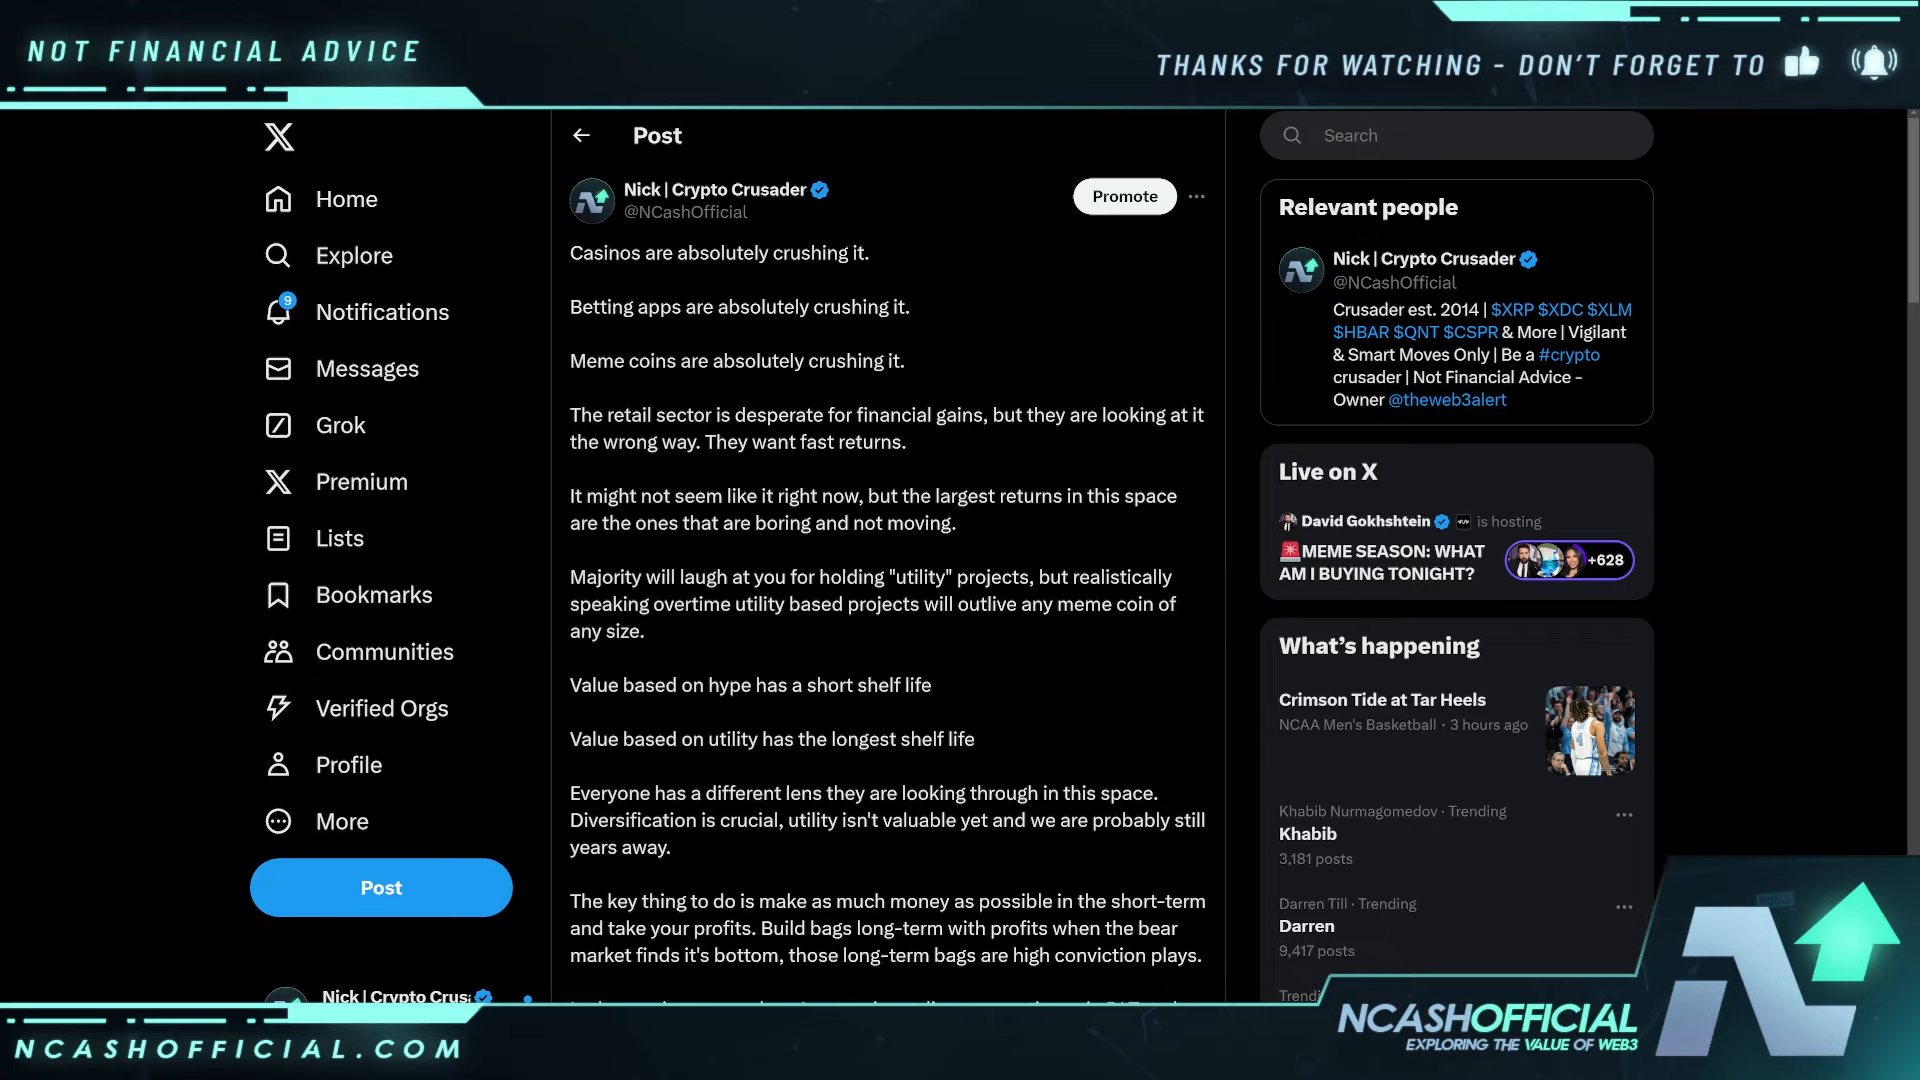 NOT FINANCIAL ADVICE
THANKS FOR WATCHING - DON'T FORGET TO
Home
Explore
9
Notifications
Messages
Grok
Premium
Lists
Bookmarks
Communities
Verified Orgs
Profile
More
Post
Nick | Crypto Crus
Post
Nick | Crypto Crusader
@NCashOfficial
Promote
Casinos are absolutely crushing it.
Betting apps are absolutely crushing it.
Meme coins are absolutely crushing it.
The retail sector is desperate for financial gains, but they are looking at it
the wrong way. They want fast returns.
It might not seem like it right now, but the largest returns in this space
are the ones that are boring and not moving.
Majority will laugh at you for holding "utility" projects, but realistically
speaking overtime utility based projects will outlive any meme coin of
any size.
Value based on hype has a short shelf life
Value based on utility has the longest shelf life
Everyone has a different lens they are looking through in this space.
Diversification is crucial, utility isn't valuable yet and we are probably still
years away.
The key thing to do is make as much money as possible in the short-term
and take your profits. Build bags long-term with profits when the bear
market finds it's bottom, those long-term bags are high conviction plays.
Search
Relevant people
Nick | Crypto Crusader
@NCashOfficial
Crusader est. 2014 | $XRP $XDC $XLM
$HBAR $QNT $CSPR & More | Vigilant
& Smart Moves Only | Be a #crypto
crusader | Not Financial Advice -
Owner @theweb3alert
Live on X
David Gokhshtein is hosting
MEME SEASON: WHAT
AM I BUYING TONIGHT?
+628
What's happening
Crimson Tide at Tar Heels
NCAA Men's Basketball · 3 hours ago
Khabib Nurmagomedov · Trending
Khabib
3,181 posts
Darren Till · Trending
Darren
9,417 posts
Trendi
NCASHOFFICIAL.COM
NCASHOFFICIAL
EXPLORING THE VALUE OF WEB3